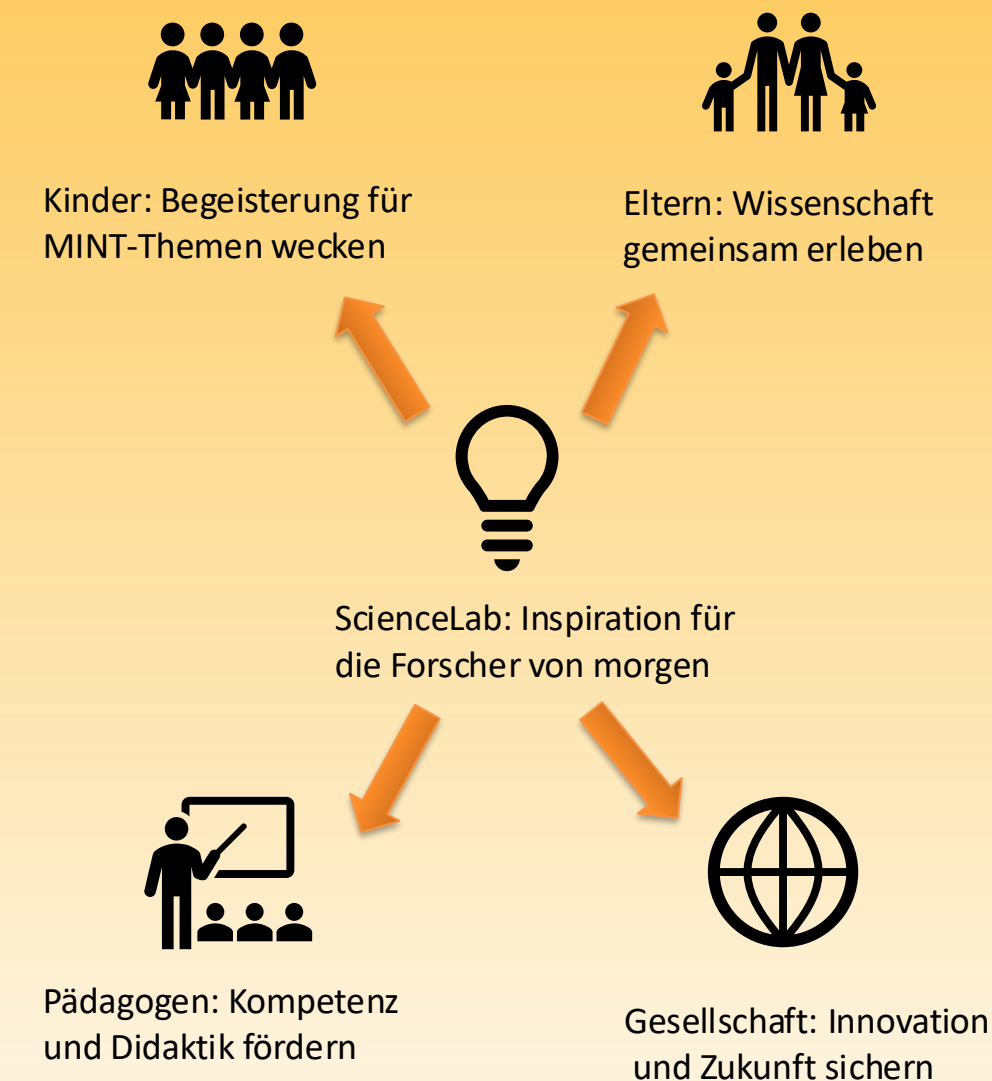 Kinder: Begeisterung für
MINT-Themen wecken
Eltern: Wissenschaft
gemeinsam erleben
ScienceLab: Inspiration für
die Forscher von morgen
Pädagogen: Kompetenz
und Didaktik fördern
Gesellschaft: Innovation
und Zukunft sichern